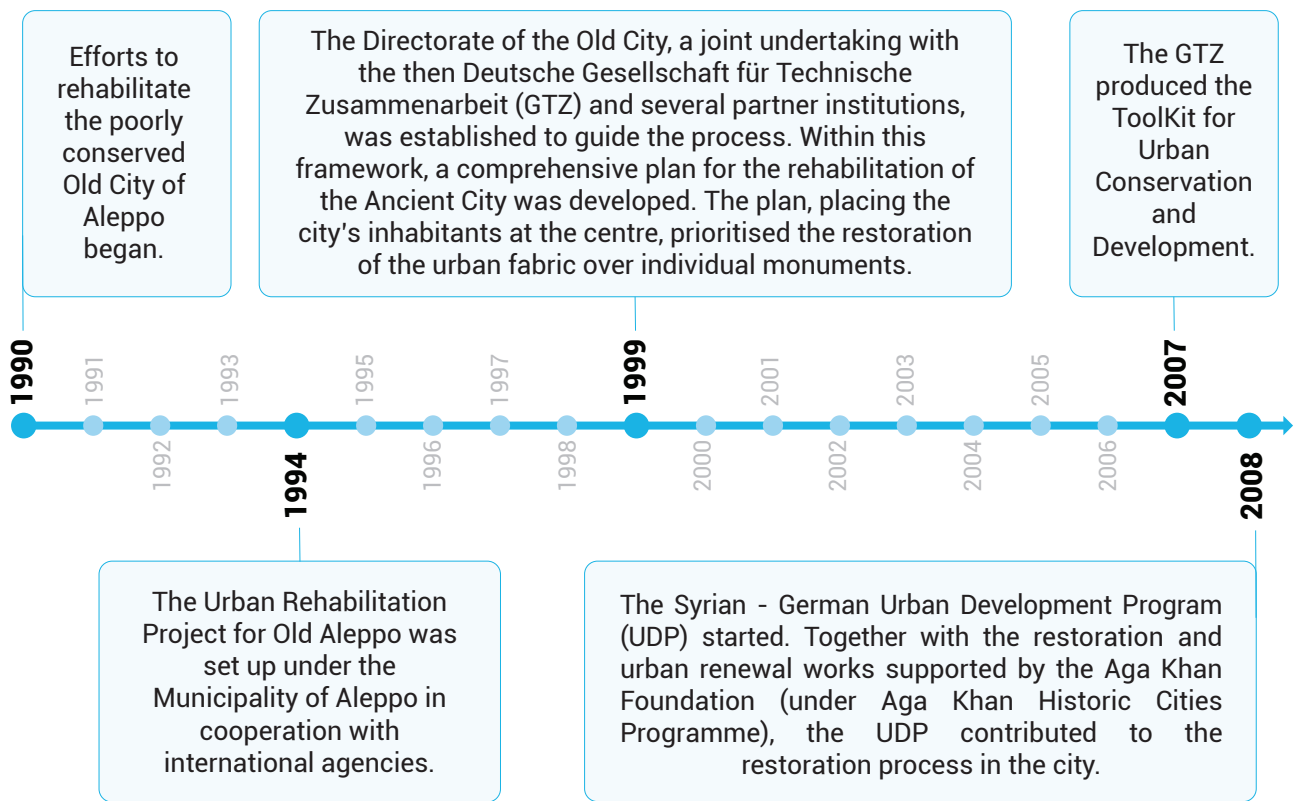 Efforts to
rehabilitate
the poorly
conserved
Old City of
Aleppo
began.
The Directorate of the Old City, a joint undertaking with
the then Deutsche Gesellschaft für Technische
Zusammenarbeit (GTZ) and several partner institutions,
was established to guide the process. Within this
framework, a comprehensive plan for the rehabilitation of
the Ancient City was developed. The plan, placing the
city's inhabitants at the centre, prioritised the restoration
of the urban fabric over individual monuments.
The GTZ
produced the
ToolKit for
Urban
Conservation
and
Development.
1990
1991
1992
1993
1994
1995
1996
1997
1998
1999
2000
2001
2002
2003
2004
2005
2006
2007
2008
The Urban Rehabilitation
Project for Old Aleppo was
set up under the
Municipality of Aleppo in
cooperation with
international agencies.
The Syrian - German Urban Development Program
(UDP) started. Together with the restoration and
urban renewal works supported by the Aga Khan
Foundation (under Aga Khan Historic Cities
Programme), the UDP contributed to the
restoration process in the city.